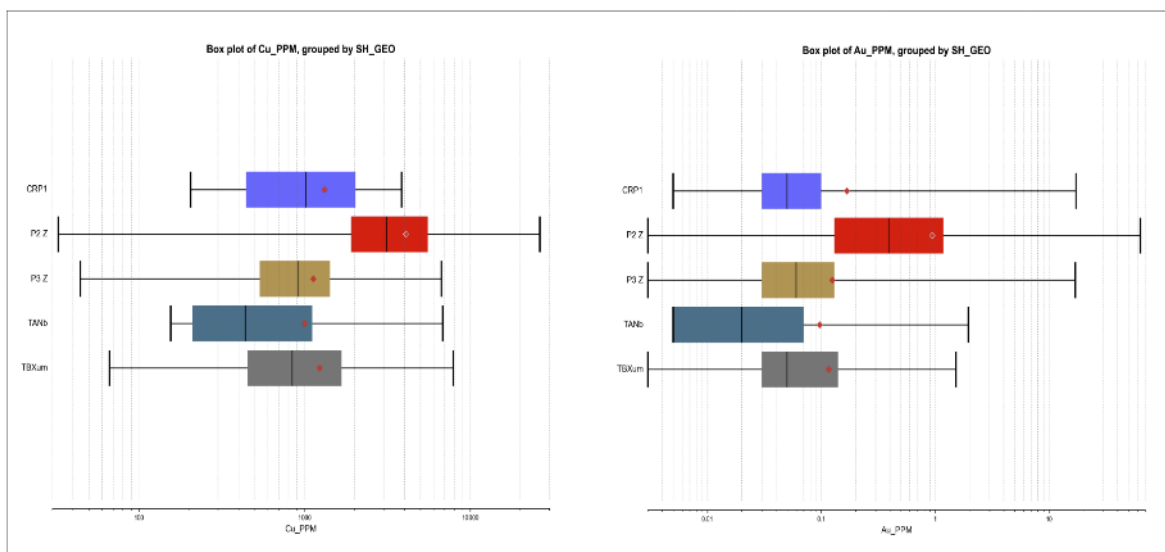 Box plot of Cu_PPM, grouped by SH_GEO
CRP1
P2 Z
P3 Z
TANb
TBXum
100
1000
10000
Cu_PPM
Box plot of Au_PPM, grouped by SH_GEO
CRP1
P2 Z
P3 Z
TANb
TBXum
0.01
0.1
1
10
Au_PPM